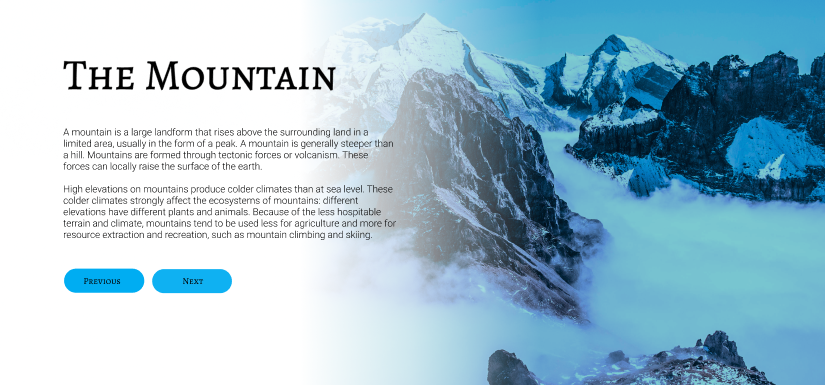 The Mountain
A mountain is a large landform that rises above the surrounding land in a
limited area, usually in the form of a peak. A mountain is generally steeper than
a hill. Mountains are formed through tectonic forces or volcanism. These
forces can locally raise the surface of the earth.
High elevations on mountains produce colder climates than at sea level. These
colder climates strongly affect the ecosystems of mountains: different
elevations have different plants and animals. Because of the less hospitable
terrain and climate, mountains tend to be used less for agriculture and more for
resource extraction and recreation, such as mountain climbing and skiing.
Previous
Next